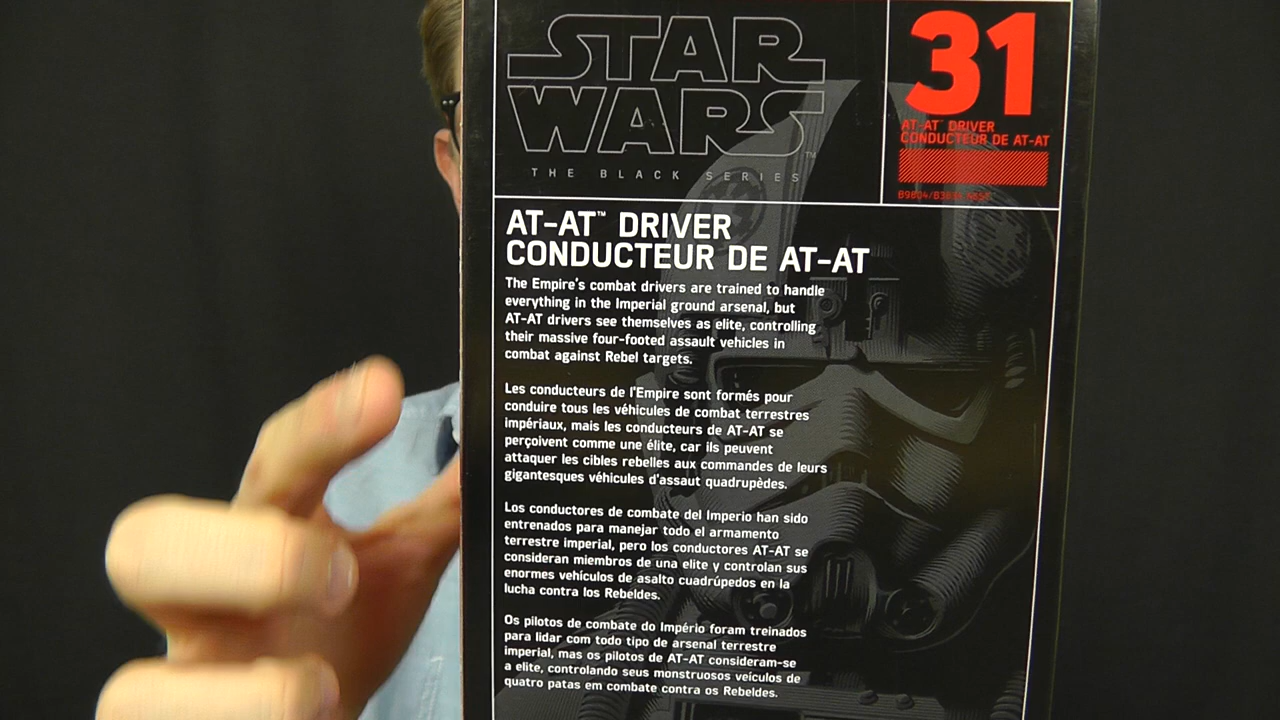 STAR
WARS
™
THE BLACK SERIES
31
AT-AT™ DRIVER
CONDUCTEUR DE AT-AT
AT-AT™ DRIVER
CONDUCTEUR DE AT-AT
The Empire's combat drivers are trained to handle
everything in the Imperial ground arsenal, but
AT-AT drivers see themselves as elite, controlling
their massive four-footed assault vehicles in
combat against Rebel targets.
Les conducteurs de l'Empire sont formés pour
conduire tous les véhicules de combat terrestres
impériaux, mais les conducteurs de AT-AT se
perçoivent comme une élite, car ils peuvent
attaquer les cibles rebelles aux commandes de leurs
gigantesques véhicules d'assaut quadrupèdes.
Los conductores de combate del Imperio han sido
entrenados para manejar todo el armamento
terrestre imperial, pero los conductores AT-AT se
consideran miembros de una elite y controlan sus
enormes vehículos de asalto cuadrúpedos en la
lucha contra los Rebeldes.
Os pilotos de combate do Império foram treinados
para lidar com todo tipo de arsenal terrestre
imperial, mas os pilotos de AT-AT consideram-se
a elite, controlando seus monstruosos veículos de
quatro patas em combate contra os Rebeldes.